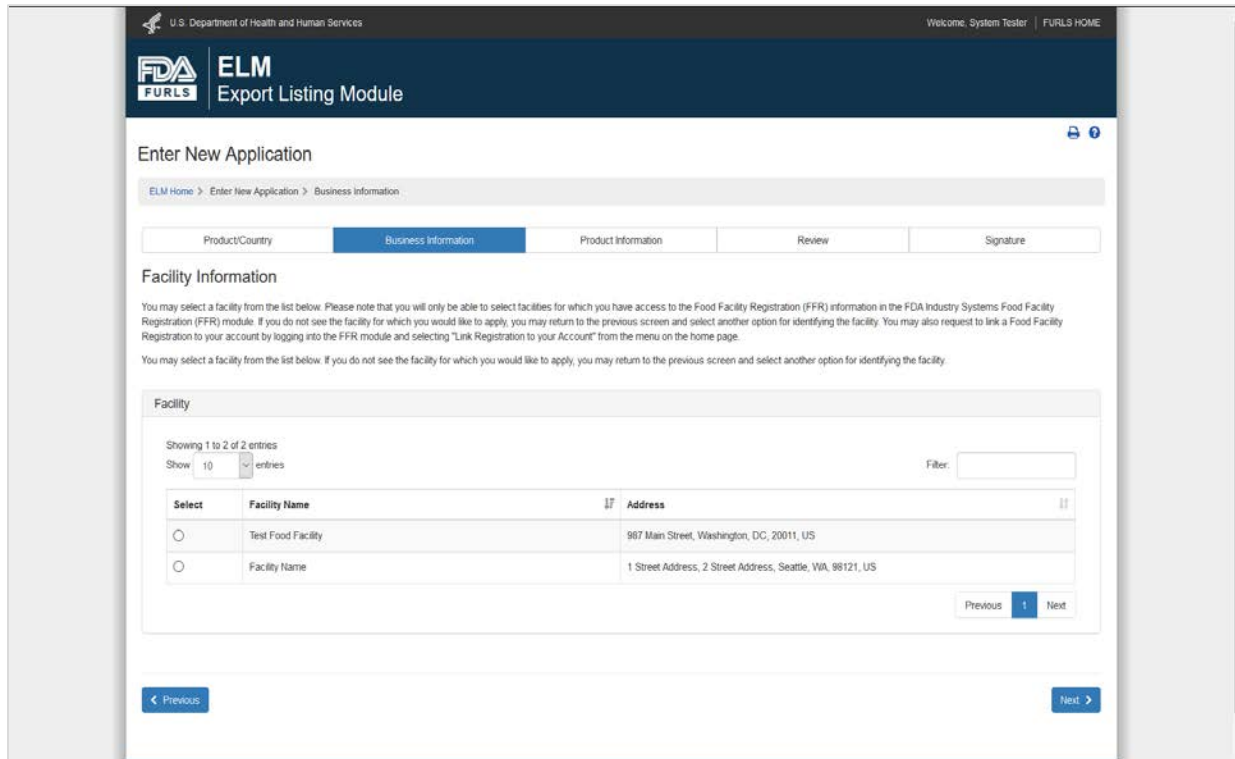 U.S. Department of Health and Human Services
Welcome, System Tester | FURLS HOME
FDA
FURLS
ELM
Export Listing Module
Enter New Application
ELM Home > Enter New Application > Business Information
Product/Country
Business Information
Product Information
Review
Signature
Facility Information
You may select a facility from the list below. Please note that you will only be able to select facilities for which you have access to the Food Facility Registration (FFR) information in the FDA Industry Systems Food Facility
Registration (FFR) module. If you do not see the facility for which you would like to apply, you may return to the previous screen and select another option for identifying the facility. You may also request to link a Food Facility
Registration to your account by logging into the FFR module and selecting "Link Registration to your Account" from the menu on the home page.
You may select a facility from the list below. If you do not see the facility for which you would like to apply, you may return to the previous screen and select another option for identifying the facility.
Facility
Showing 1 to 2 of 2 entries
Show 10 entries
Filter:
Select Facility Name Address
Test Food Facility 987 Main Street, Washington, DC, 20011, US
Facility Name 1 Street Address, 2 Street Address, Seattle, WA, 98121, US
Previous 1 Next
Previous
Next